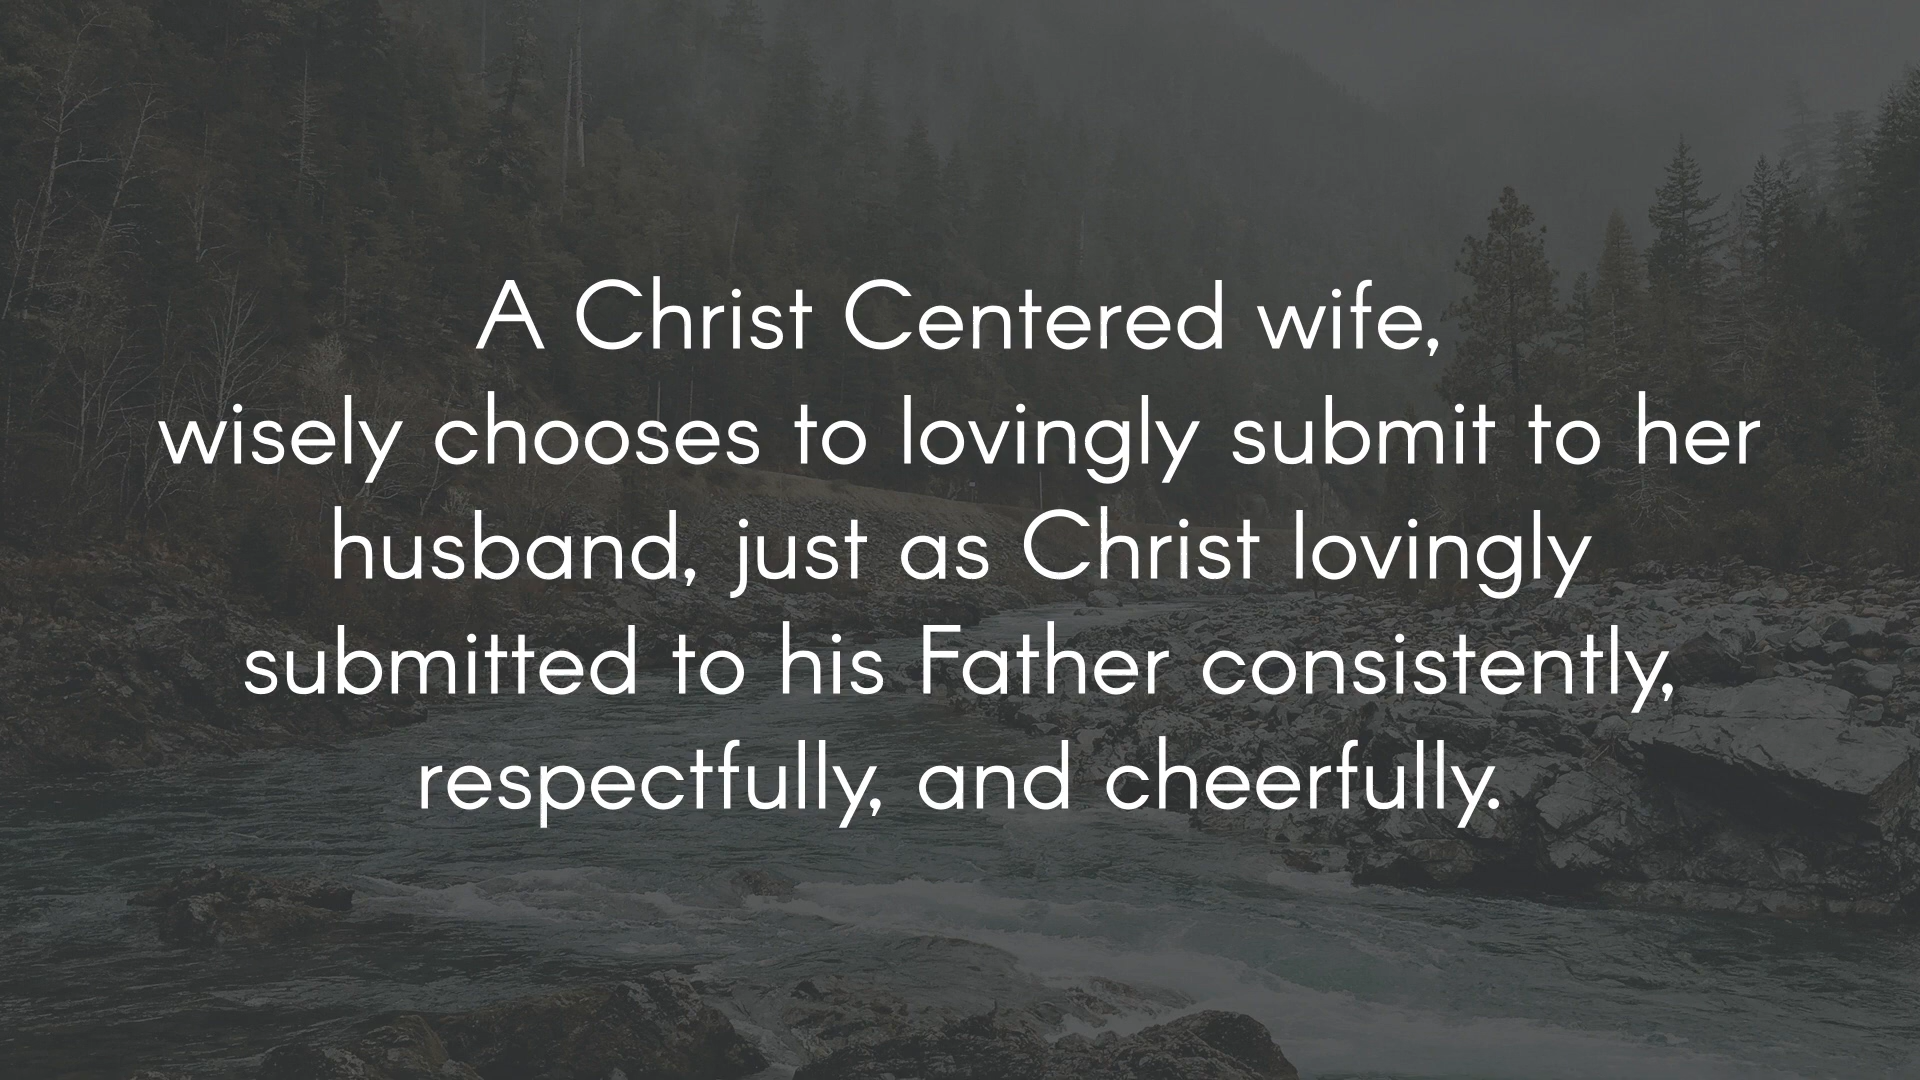 A Christ Centered wife,
wisely chooses to lovingly submit to her
husband, just as Christ lovingly
submitted to his Father consistently,
respectfully, and cheerfully.